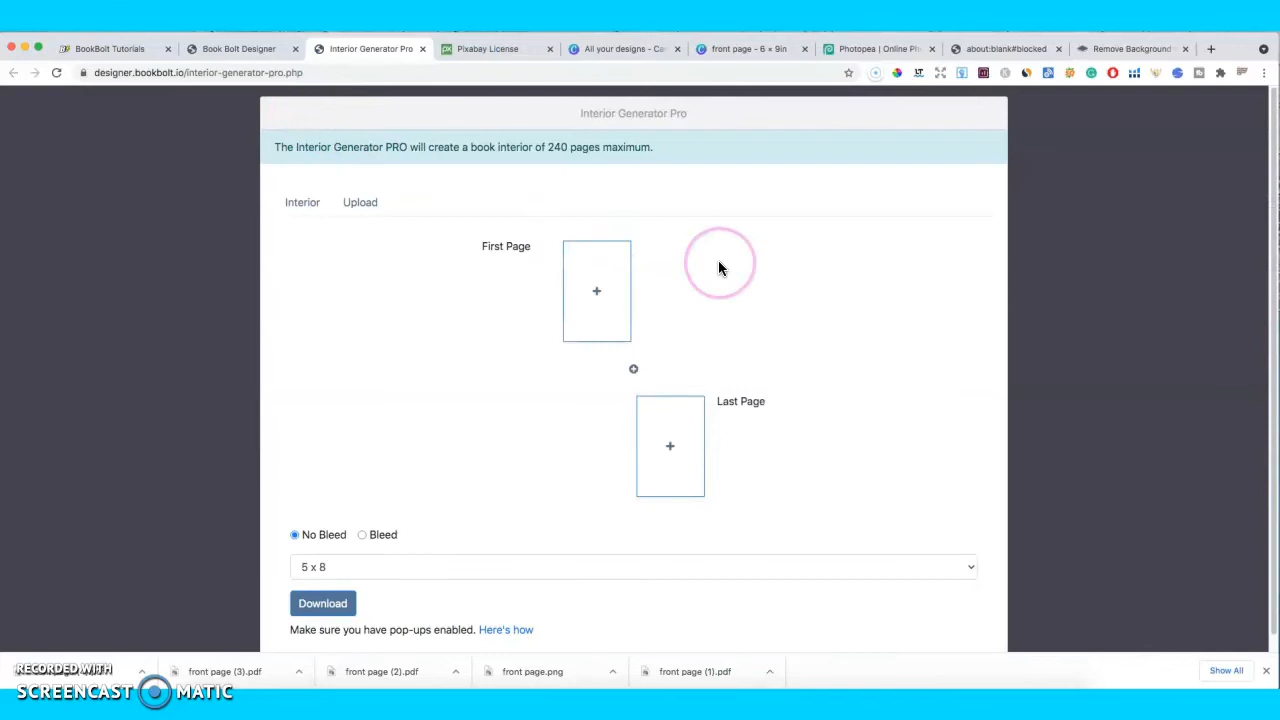 BookBolt Tutorials
Book Bolt Designer
Interior Generator Pro
Pixabay License
All your designs - Ca
front page - 6 × 9in
Photopea | Online Ph
about:blank#blocked
Remove Background
designer.bookbolt.io/interior-generator-pro.php
Interior Generator Pro
The Interior Generator PRO will create a book interior of 240 pages maximum.
Interior Upload
First Page
Last Page
No Bleed Bleed
5 x 8
Download
Make sure you have pop-ups enabled. Here's how
front page (3).pdf
front page (2).pdf
front page.png
front page (1).pdf
Show All
RECORDED WITH
SCREENCAST MATIC